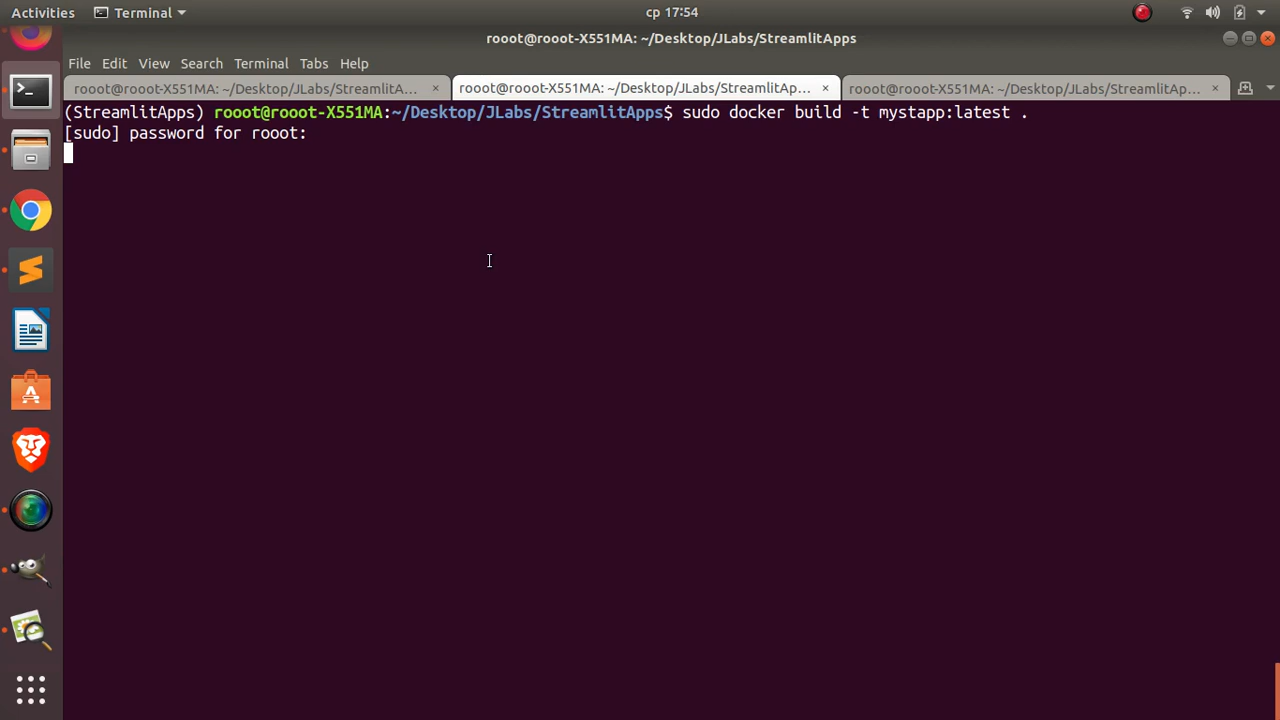 Activities Terminal ср 17:54
rooot@rooot-X551MA: ~/Desktop/JLabs/StreamlitApps
File Edit View Search Terminal Tabs Help
rooot@rooot-X551MA: ~/Desktop/JLabs/StreamlitA... × rooot@rooot-X551MA: ~/Desktop/JLabs/StreamlitAp... × rooot@rooot-X551MA: ~/Desktop/JLabs/StreamlitAp... ×
(StreamlitApps) rooot@rooot-X551MA:~/Desktop/JLabs/StreamlitApps$ sudo docker build -t mystapp:latest .
[sudo] password for rooot: